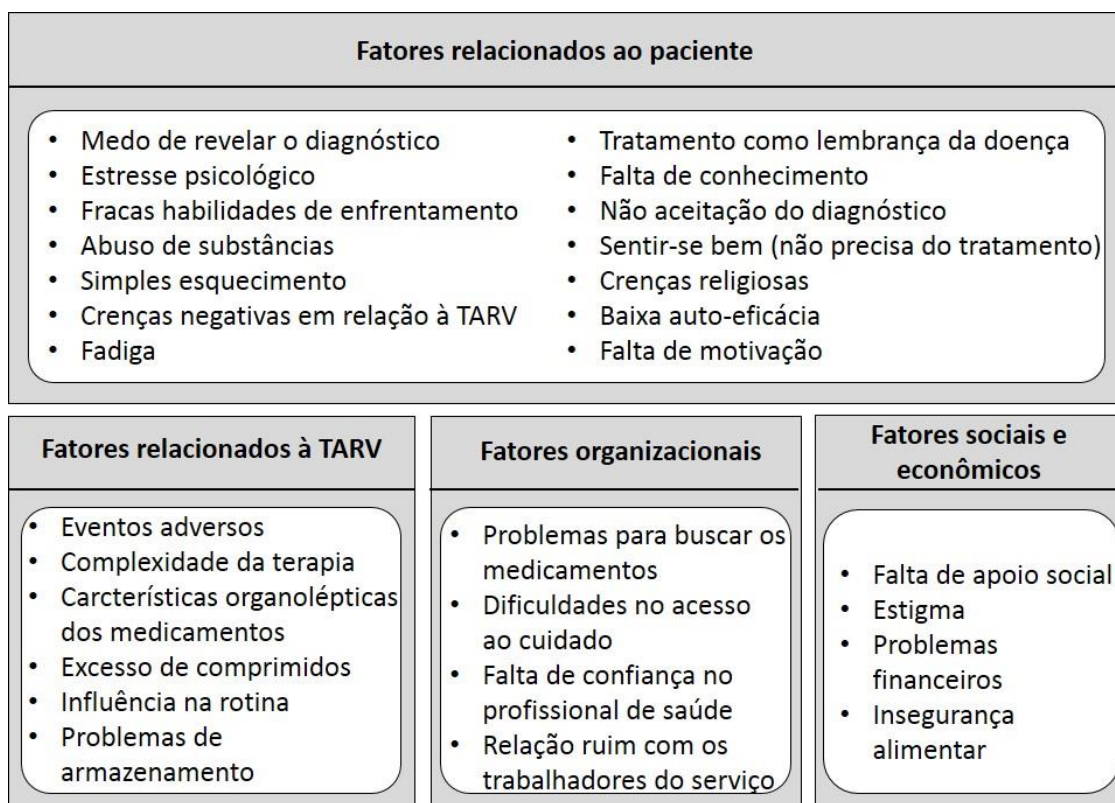 Fatores relacionados ao paciente
• Medo de revelar o diagnóstico
• Estresse psicológico
• Fracas habilidades de enfrentamento
• Abuso de substâncias
• Simples esquecimento
• Crenças negativas em relação à TARV
• Fadiga
• Tratamento como lembrança da doença
• Falta de conhecimento
• Não aceitação do diagnóstico
• Sentir-se bem (não precisa do tratamento)
• Crenças religiosas
• Baixa auto-eficácia
• Falta de motivação
Fatores relacionados à TARV
• Eventos adversos
• Complexidade da terapia
• Carcterísticas organolépticas
dos medicamentos
• Excesso de comprimidos
• Influência na rotina
• Problemas de
armazenamento
Fatores organizacionais
• Problemas para buscar os
medicamentos
• Dificuldades no acesso
ao cuidado
• Falta de confiança no
profissional de saúde
• Relação ruim com os
trabalhadores do serviço
Fatores sociais e
econômicos
• Falta de apoio social
• Estigma
• Problemas
financeiros
• Insegurança
alimentar